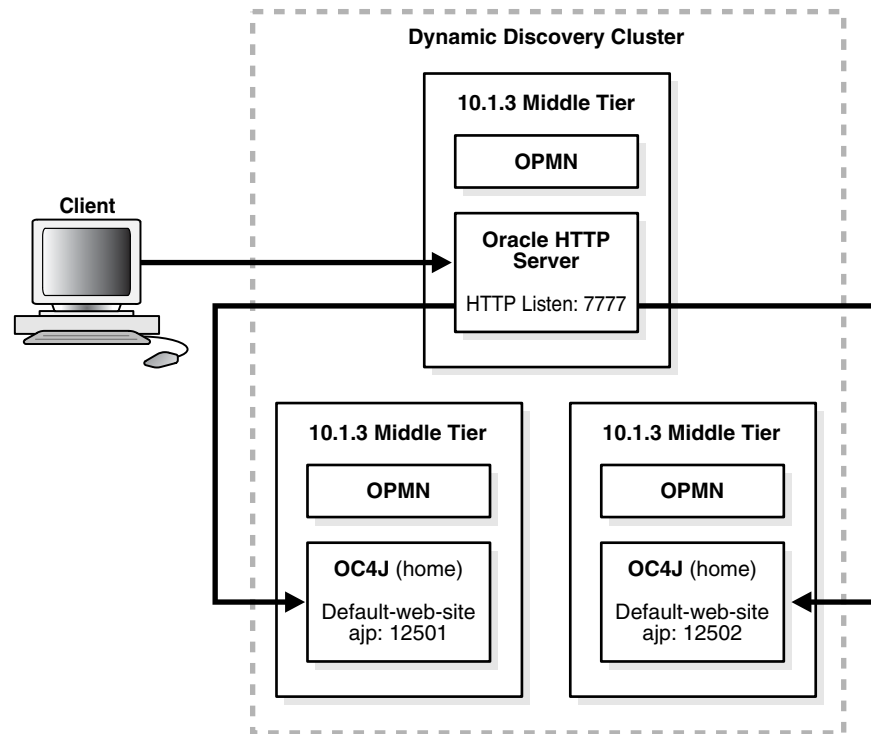 Dynamic Discovery Cluster
10.1.3 Middle Tier
OPMN
Client
Oracle HTTP
Server
HTTP Listen: 7777
10.1.3 Middle Tier
OPMN
OC4J (home)
Default-web-site
ajp: 12501
10.1.3 Middle Tier
OPMN
OC4J (home)
Default-web-site
ajp: 12502